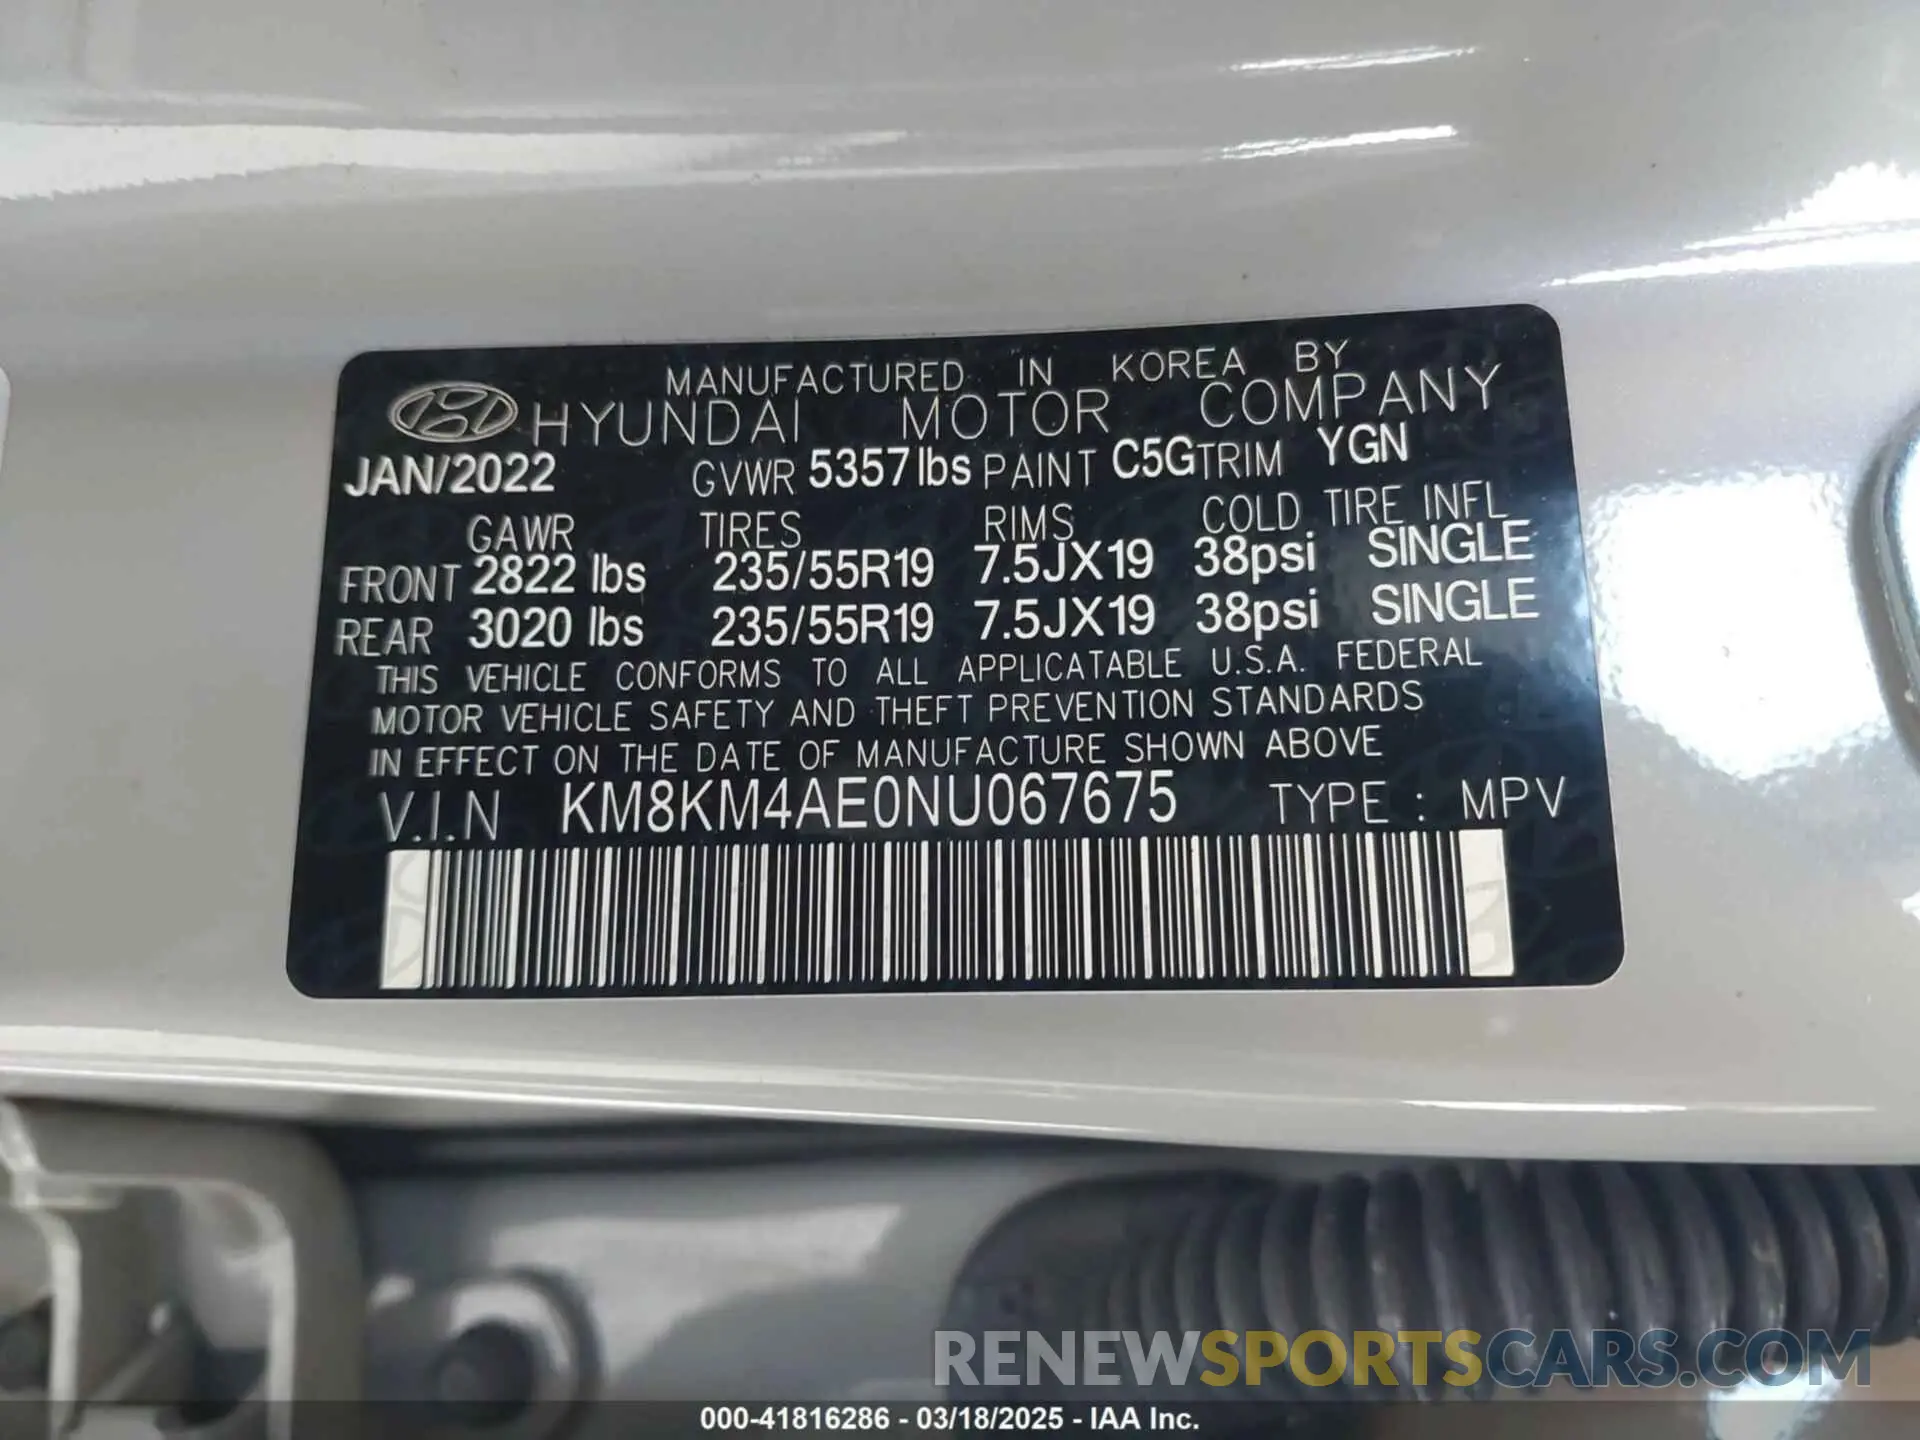 MANUFACTURED IN KOREA BY
HYUNDAI MOTOR COMPANY
JAN/2022 GVWR 5357 lbs PAINT C5G TRIM YGN
GAWR TIRES RIMS COLD TIRE INFL
FRONT 2822 lbs 235/55R19 7.5JX19 38psi SINGLE
REAR 3020 lbs 235/55R19 7.5JX19 38psi SINGLE
THIS VEHICLE CONFORMS TO ALL APPLICATABLE U.S.A. FEDERAL
MOTOR VEHICLE SAFETY AND THEFT PREVENTION STANDARDS
IN EFFECT ON THE DATE OF MANUFACTURE SHOWN ABOVE
V.I.N KM8KM4AE0NU067675 TYPE : MPV
RENEWSPORTSCARS.COM
000-41816286 - 03/18/2025 - IAA Inc.